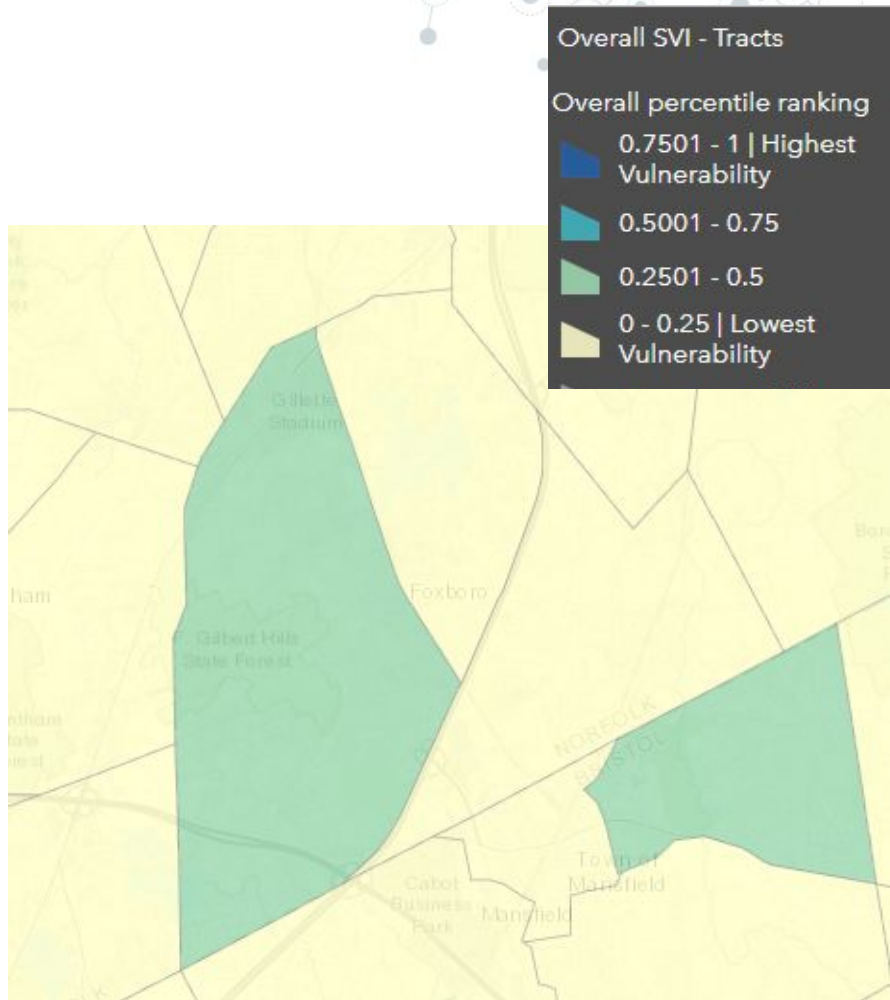 Overall SVI - Tracts
Overall percentile ranking
0.7501 - 1 | Highest
Vulnerability
0.5001 - 0.75
0.2501 - 0.5
0 - 0.25 | Lowest
Vulnerability
Gillette
Stadium
Foxboro
ham
F. Gilbert Hills
State Forest
NORFOLK
BRISTOL
Town of
Mansfield
Cabot
Business
Park
Mansfield